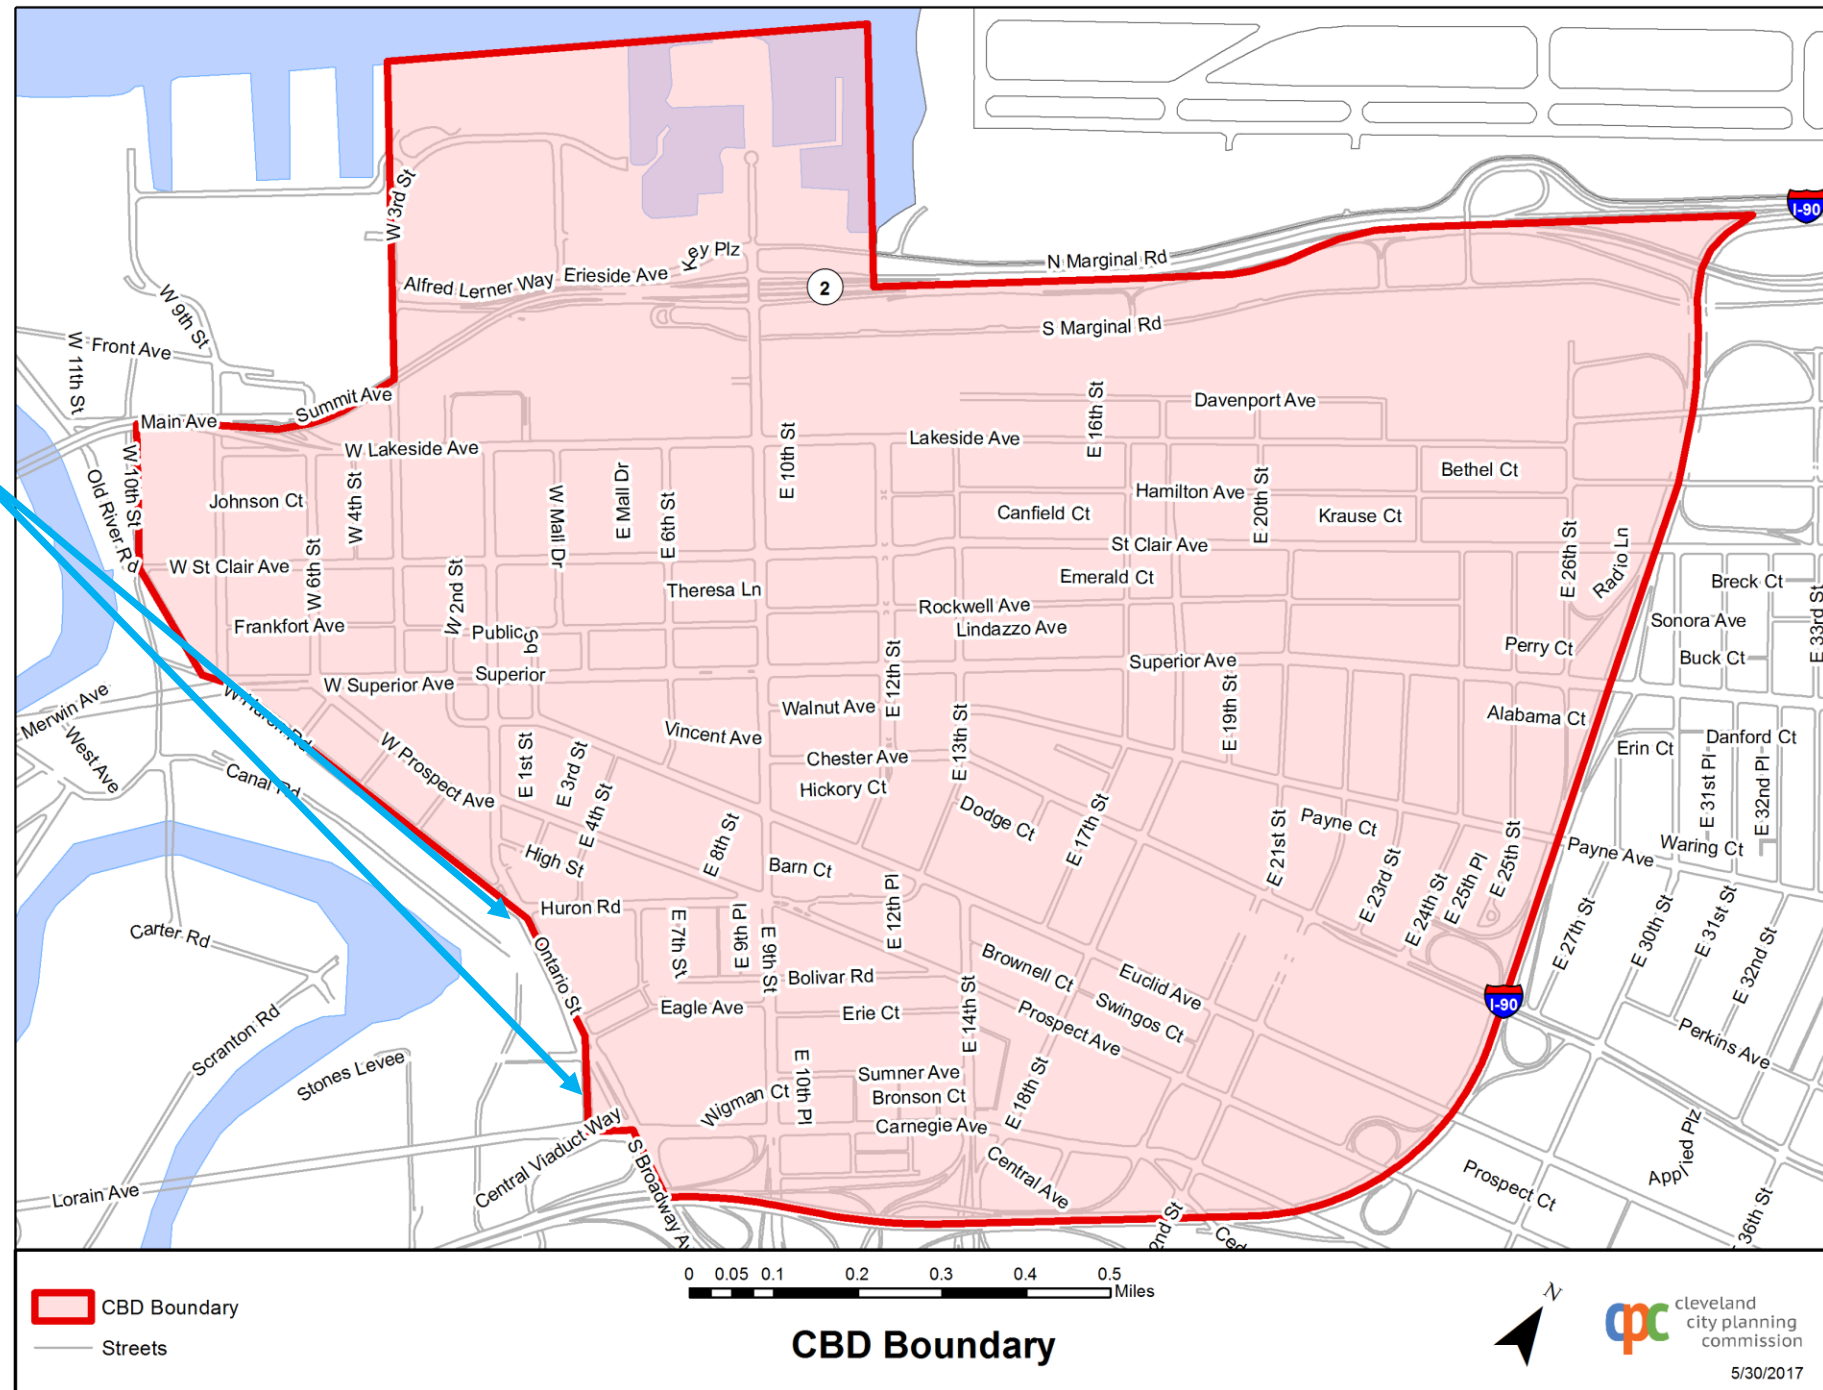 I-90
W 3rd St
Key Plz
N Marginal Rd
Alfred Lerner Way
Erieside Ave
2
W 9th St
S Marginal Rd
W 11th St
Front Ave
Summit Ave
Main Ave
E 16th St
Davenport Ave
W Lakeside Ave
E 10th St
Lakeside Ave
W 10th St
Old River Rd
Johnson Ct
W 4th St
W Mall Dr
E Mall Dr
E 6th St
Bethel Ct
Hamilton Ave
E 20th St
Canfield Ct
Krause Ct
St Clair Ave
E 26th St
Radio Ln
W St Clair Ave
W 6th St
W 2nd St
Theresa Ln
Emerald Ct
Breck Ct
E 33rd St
Rockwell Ave
Lindazzo Ave
Frankfort Ave
Public Sq
Sonora Ave
Perry Ct
Buck Ct
Superior
Superior Ave
W Superior Ave
E 12th St
E 19th St
Merwin Ave
W Huron Rd
Walnut Ave
Alabama Ct
West Ave
W Prospect Ave
E 1st St
E 3rd St
Vincent Ave
E 13th St
Chester Ave
Erin Ct
Danford Ct
E 31st Pl
E 32nd Pl
Canal Rd
E 4th St
Hickory Ct
Dodge Ct
E 17th St
E 21st St
Payne Ct
High St
E 8th St
Barn Ct
E 23rd St
E 24th St
E 25th Pl
E 25th St
Payne Ave
Waring Ct
Huron Rd
E 7th St
E 9th Pl
E 9th St
E 12th Pl
E 27th St
E 30th St
E 31st St
E 32nd St
Carter Rd
Ontario St
Bolivar Rd
Brownell Ct
Euclid Ave
Swingos Ct
I-90
Eagle Ave
Erie Ct
E 14th St
Prospect Ave
Perkins Ave
Scranton Rd
Stones Levee
Wigman Ct
E 10th Pl
Sumner Ave
Bronson Ct
E 18th St
Carnegie Ave
Central Viaduct Way
S Broadway Av
Central Ave
Lorain Ave
Prospect Ct
Applied Plz
2nd St
Ced
36th St
0 0.05 0.1 0.2 0.3 0.4 0.5
Miles
CBD Boundary
Streets
CBD Boundary
N
cpc
cleveland
city planning
commission
5/30/2017